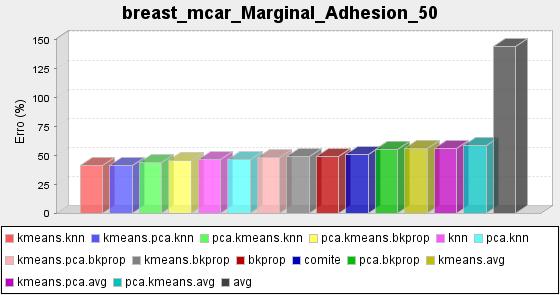 breast_mcar_Marginal_Adhesion_50
150
125
100
75
50
25
0
Erro (%)
kmeans.knn kmeans.pca.knn pca.kmeans.knn pca.kmeans.bkprop knn pca.knn
kmeans.pca.bkprop kmeans.bkprop bkprop comite pca.bkprop kmeans.avg
kmeans.pca.avg pca.kmeans.avg avg